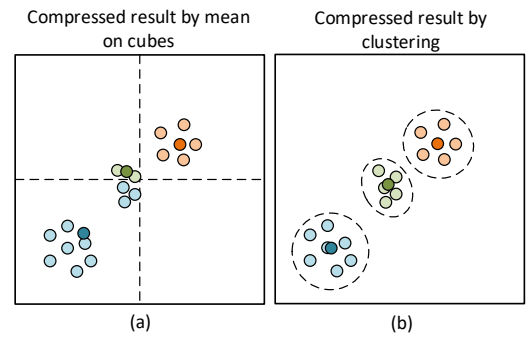 Compressed result by mean
on cubes
Compressed result by
clustering
(a)
(b)